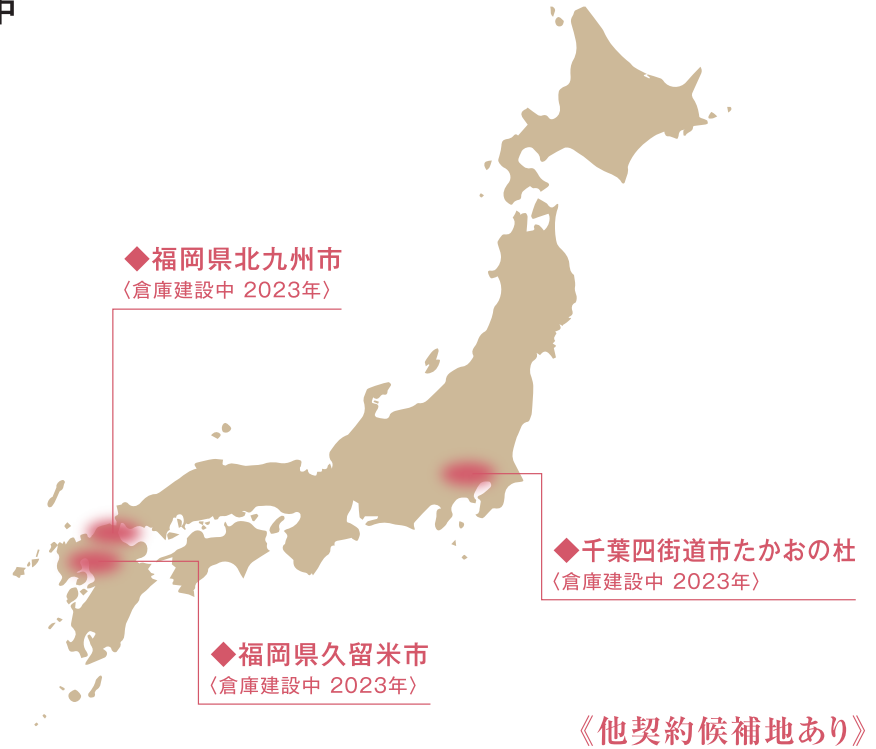 中
◆福岡県北九州市
〈倉庫建設中 2023年〉
◆千葉四街道市たかおの杜
〈倉庫建設中 2023年〉
◆福岡県久留米市
〈倉庫建設中 2023年〉
《他契約候補地あり》